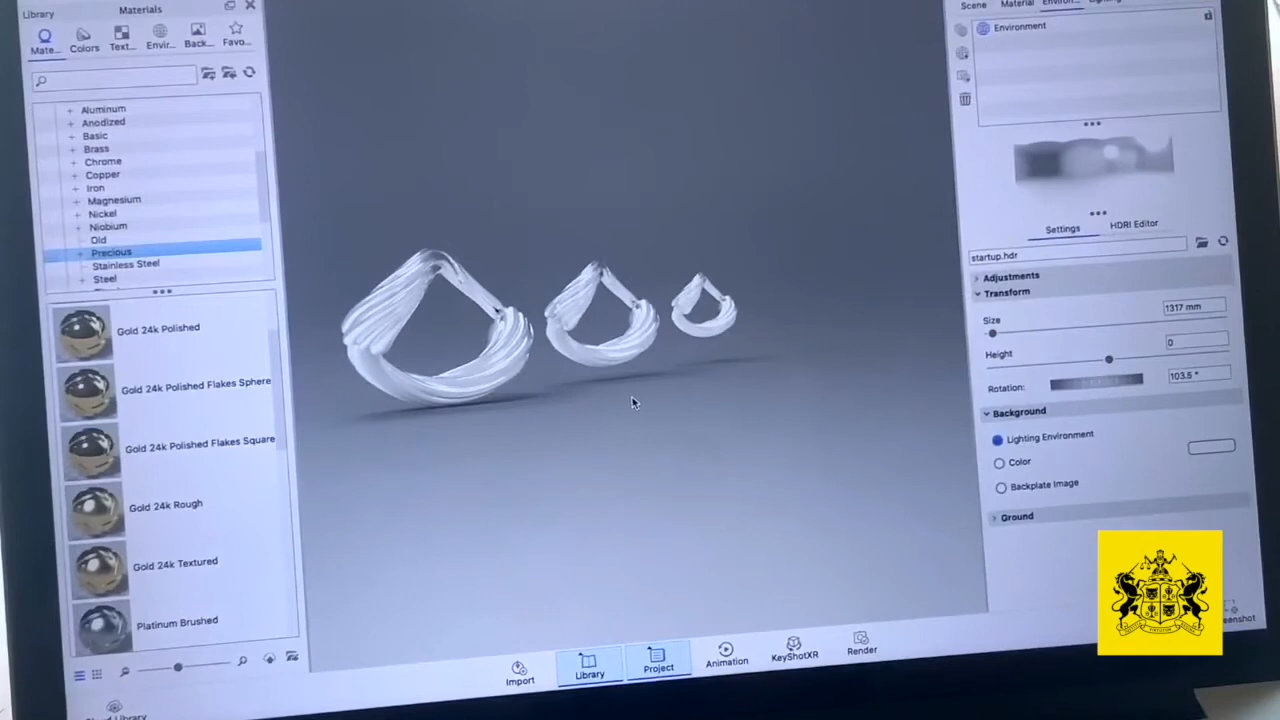 Library
Materials
Mate...
Colors
Text...
Envir...
Back...
Favo...
Aluminum
Anodized
Basic
Brass
Chrome
Copper
Iron
Magnesium
Nickel
Niobium
Old
Precious
Stainless Steel
Steel
Gold 24k Polished
Gold 24k Polished Flakes Sphere
Gold 24k Polished Flakes Square
Gold 24k Rough
Gold 24k Textured
Platinum Brushed
Import
Library
Project
Animation
KeyShotXR
Render
Scene
Material
Environment
Settings
HDRI Editor
startup.hdr
Adjustments
Transform
Size
1317 mm
Height
0
Rotation:
103.5 °
Background
Lighting Environment
Color
Backplate Image
Ground